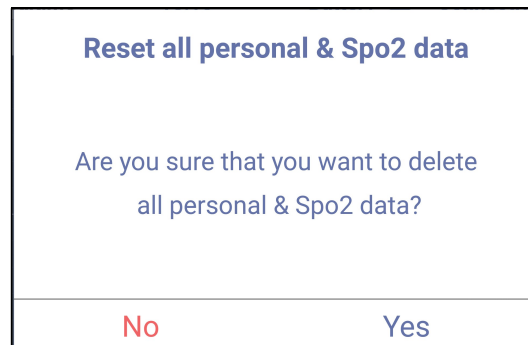 Reset all personal & Spo2 data
Are you sure that you want to delete
all personal & Spo2 data?
No Yes